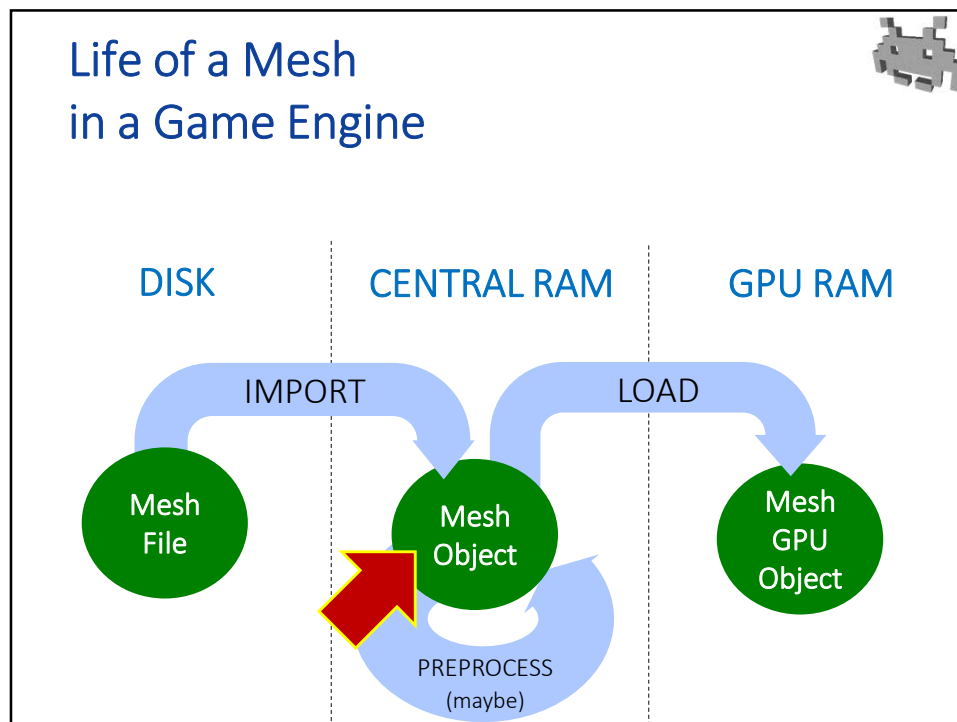 Life of a Mesh
in a Game Engine
DISK
CENTRAL RAM
GPU RAM
IMPORT
LOAD
Mesh
File
Mesh
Object
Mesh
GPU
Object
PREPROCESS
(maybe)